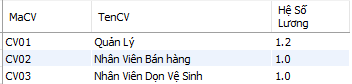 MaCV TenCV Hệ Số
Lương
CV01 Quản Lý 1.2
CV02 Nhân Viên Bán hàng 1.0
CV03 Nhân Viên Dọn Vệ Sinh 1.0